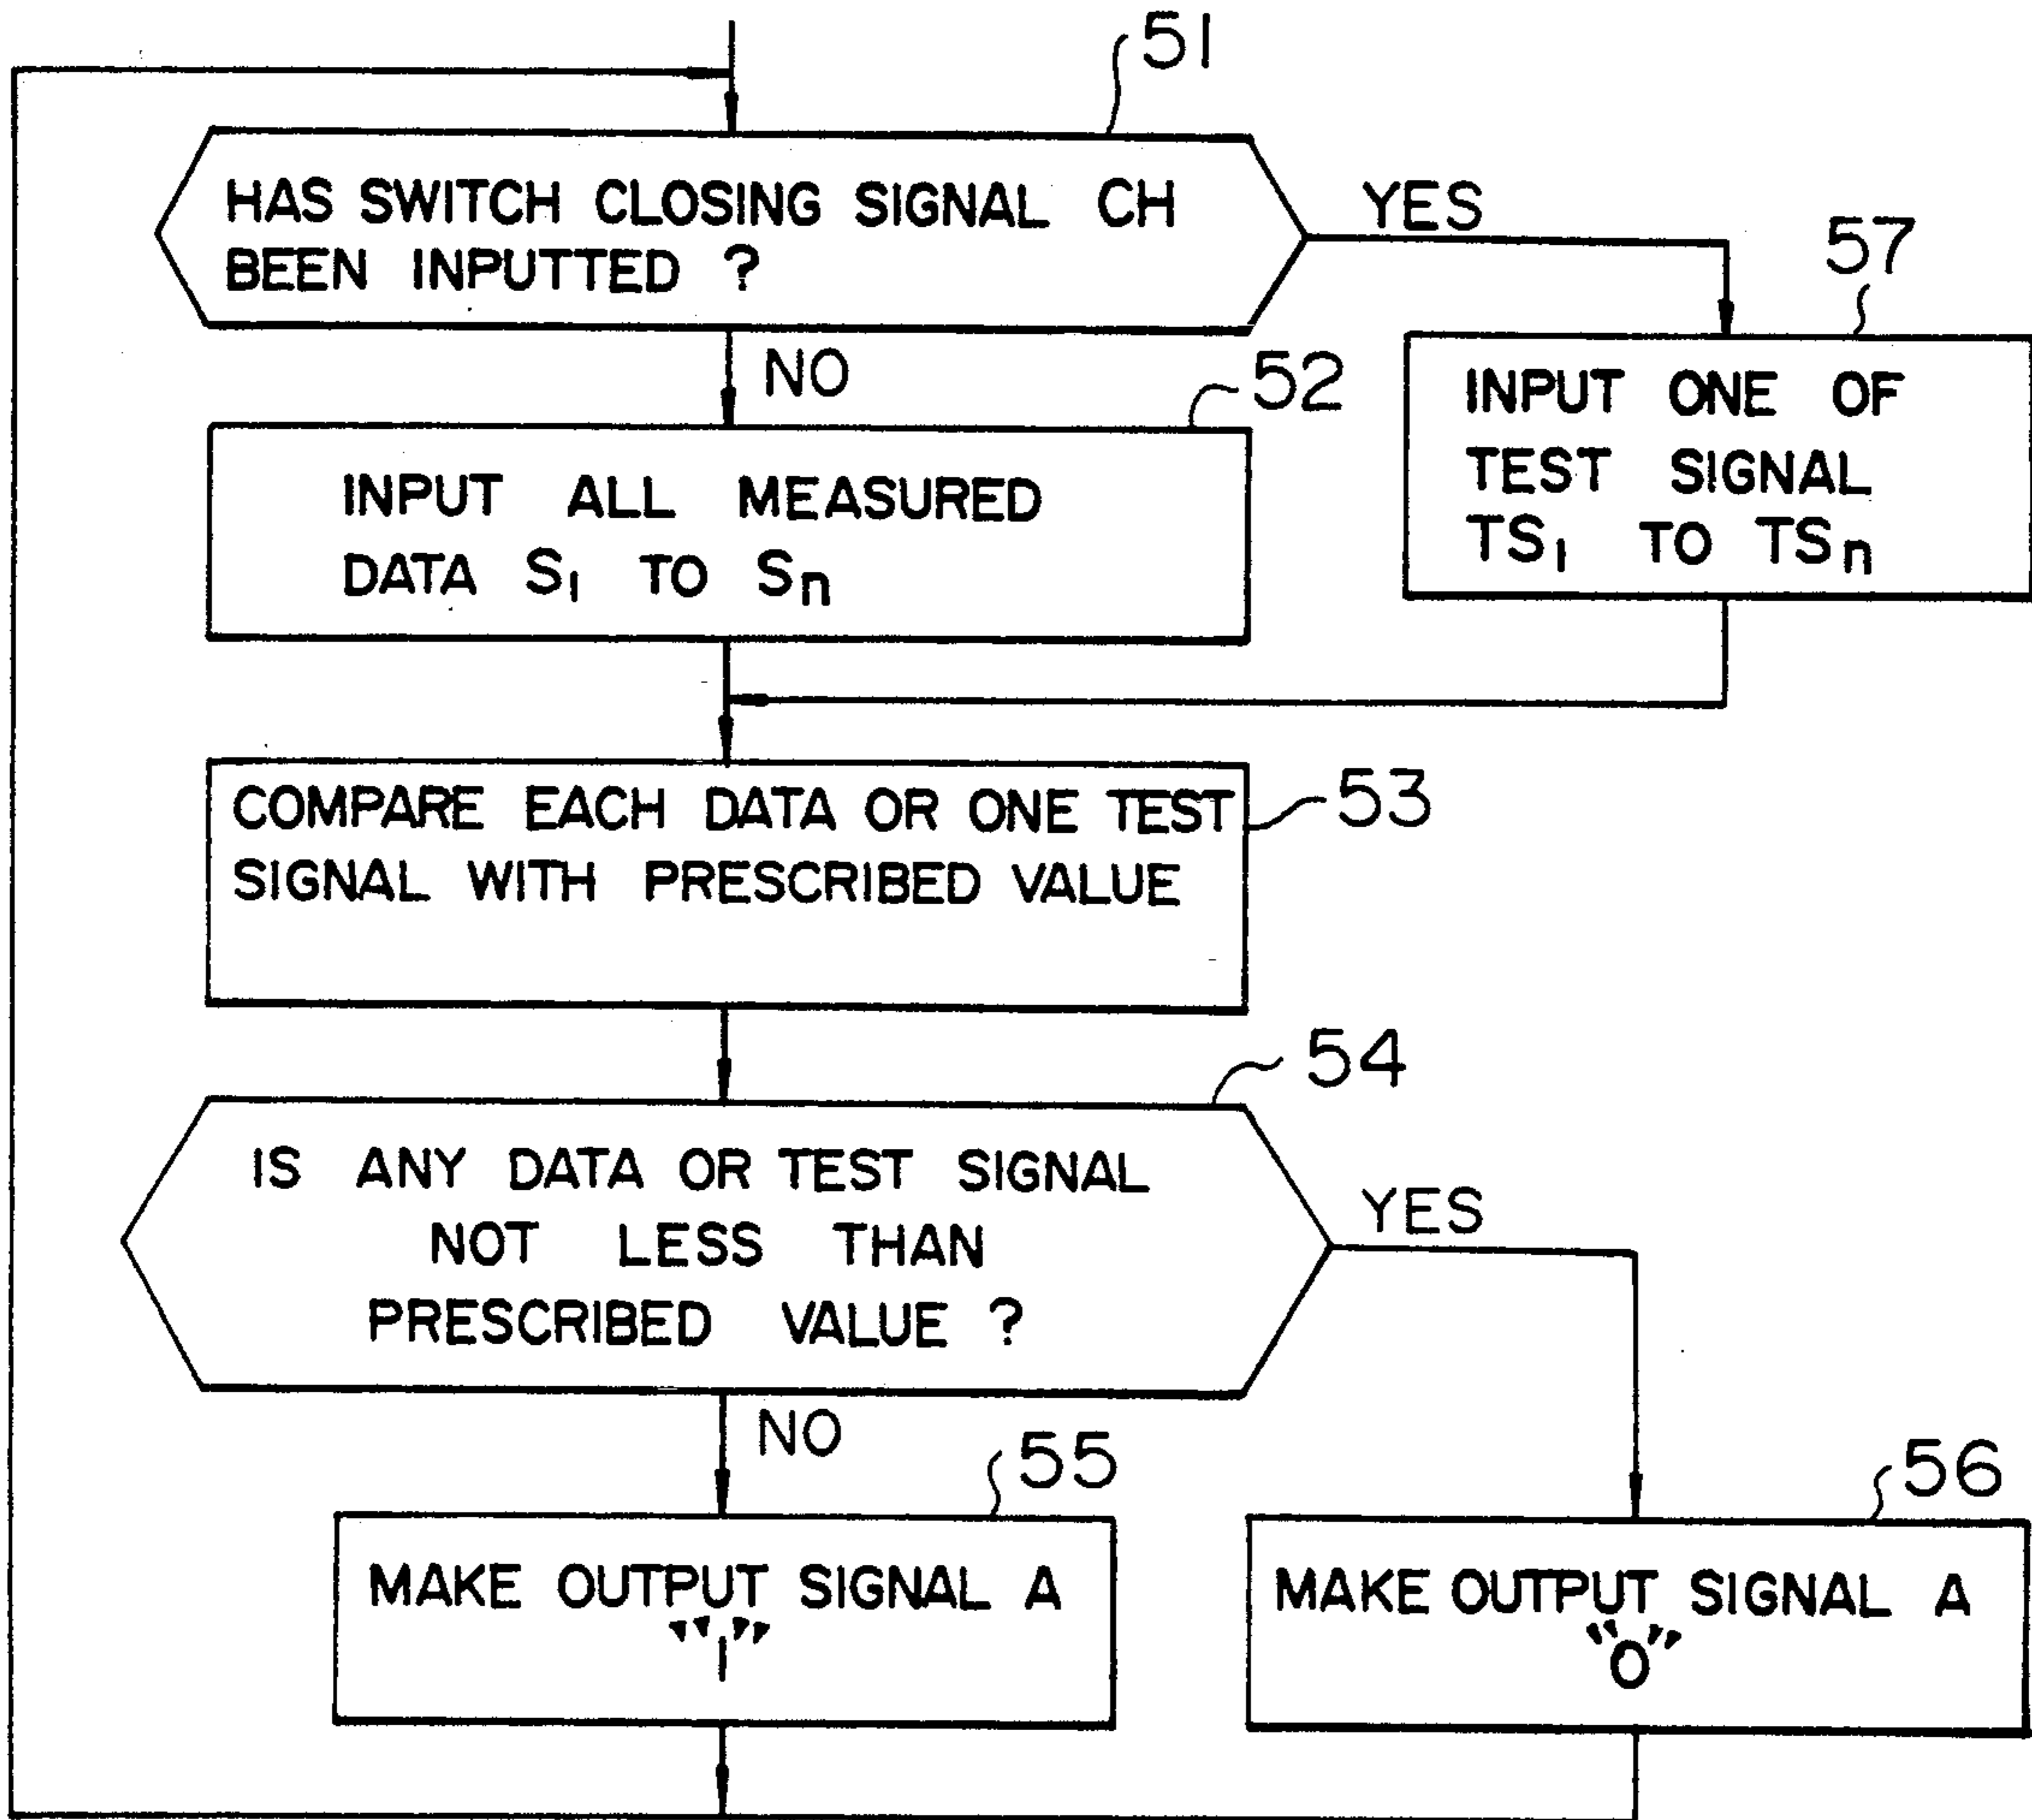 51
HAS SWITCH CLOSING SIGNAL CH
BEEN INPUTTED ?
YES
NO
57
INPUT ONE OF
TEST SIGNAL
TS₁ TO TSₙ
52
INPUT ALL MEASURED
DATA S₁ TO Sₙ
53
COMPARE EACH DATA OR ONE TEST
SIGNAL WITH PRESCRIBED VALUE
54
IS ANY DATA OR TEST SIGNAL
NOT LESS THAN
PRESCRIBED VALUE ?
YES
NO
55
MAKE OUTPUT SIGNAL A
"1"
56
MAKE OUTPUT SIGNAL A
"0"